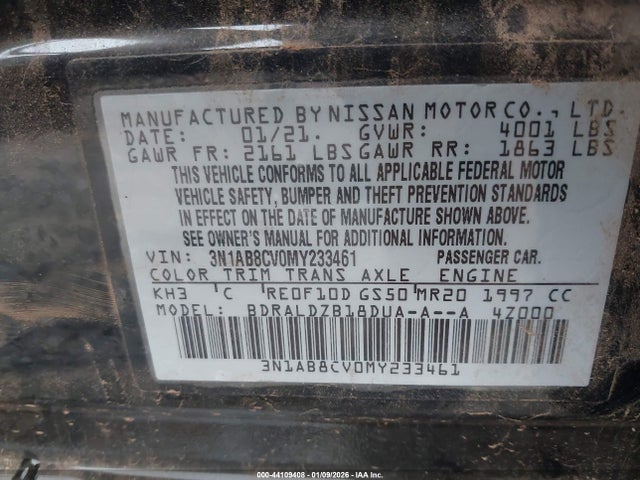 MANUFACTURED BY NISSAN MOTOR CO., LTD.
DATE: 01/21. GVWR: 4001 LBS
GAWR FR: 2161 LBS GAWR RR: 1863 LBS
THIS VEHICLE CONFORMS TO ALL APPLICABLE FEDERAL MOTOR
VEHICLE SAFETY, BUMPER AND THEFT PREVENTION STANDARDS
IN EFFECT ON THE DATE OF MANUFACTURE SHOWN ABOVE.
SEE OWNER'S MANUAL FOR ADDITIONAL INFORMATION.
VIN: 3N1AB8CV0MY233461 PASSENGER CAR.
COLOR TRIM TRANS AXLE ENGINE
KH3 C RE0F10D GS50 MR20 1997 CC
MODEL: BDRALDZB18DUA-A--A 4Z000
3N1AB8CV0MY233461
000-44109408 - 01/09/2026 - IAA Inc.